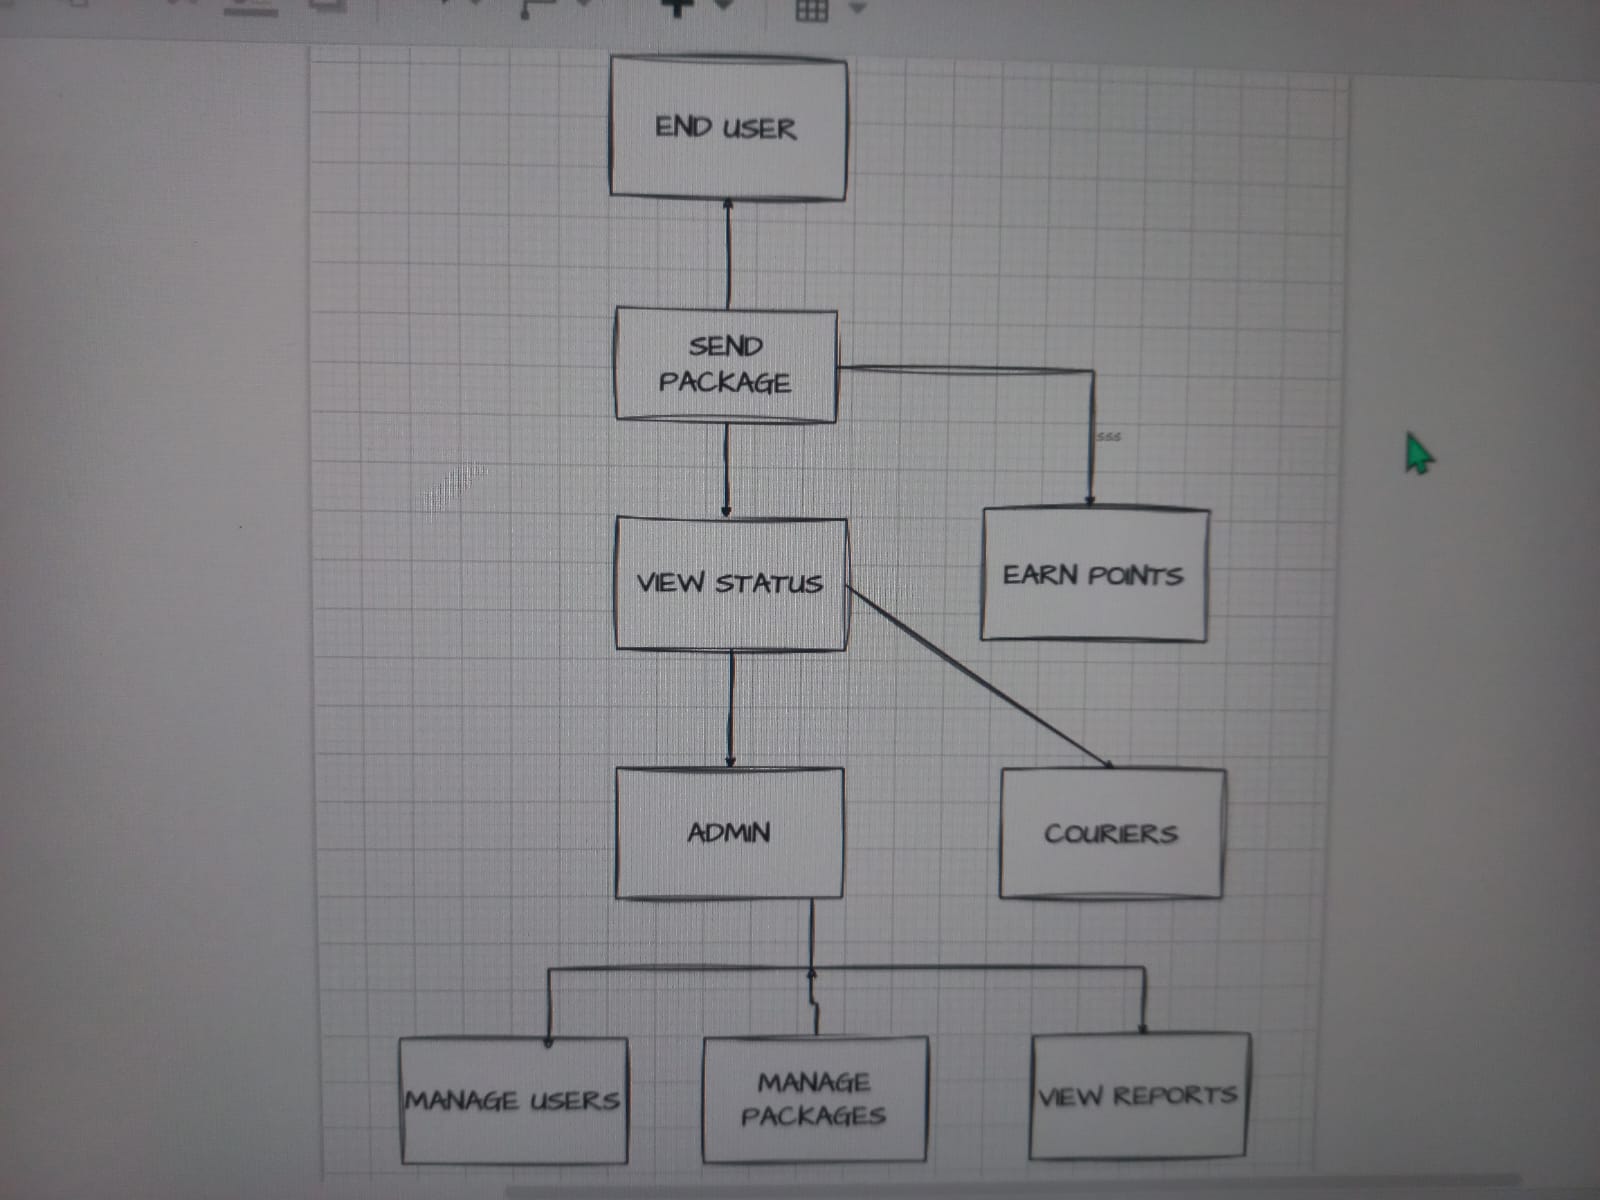 END USER
SEND
PACKAGE
sss
VIEW STATUS
EARN POINTS
ADMIN
COURIERS
MANAGE USERS
MANAGE
PACKAGES
VIEW REPORTS